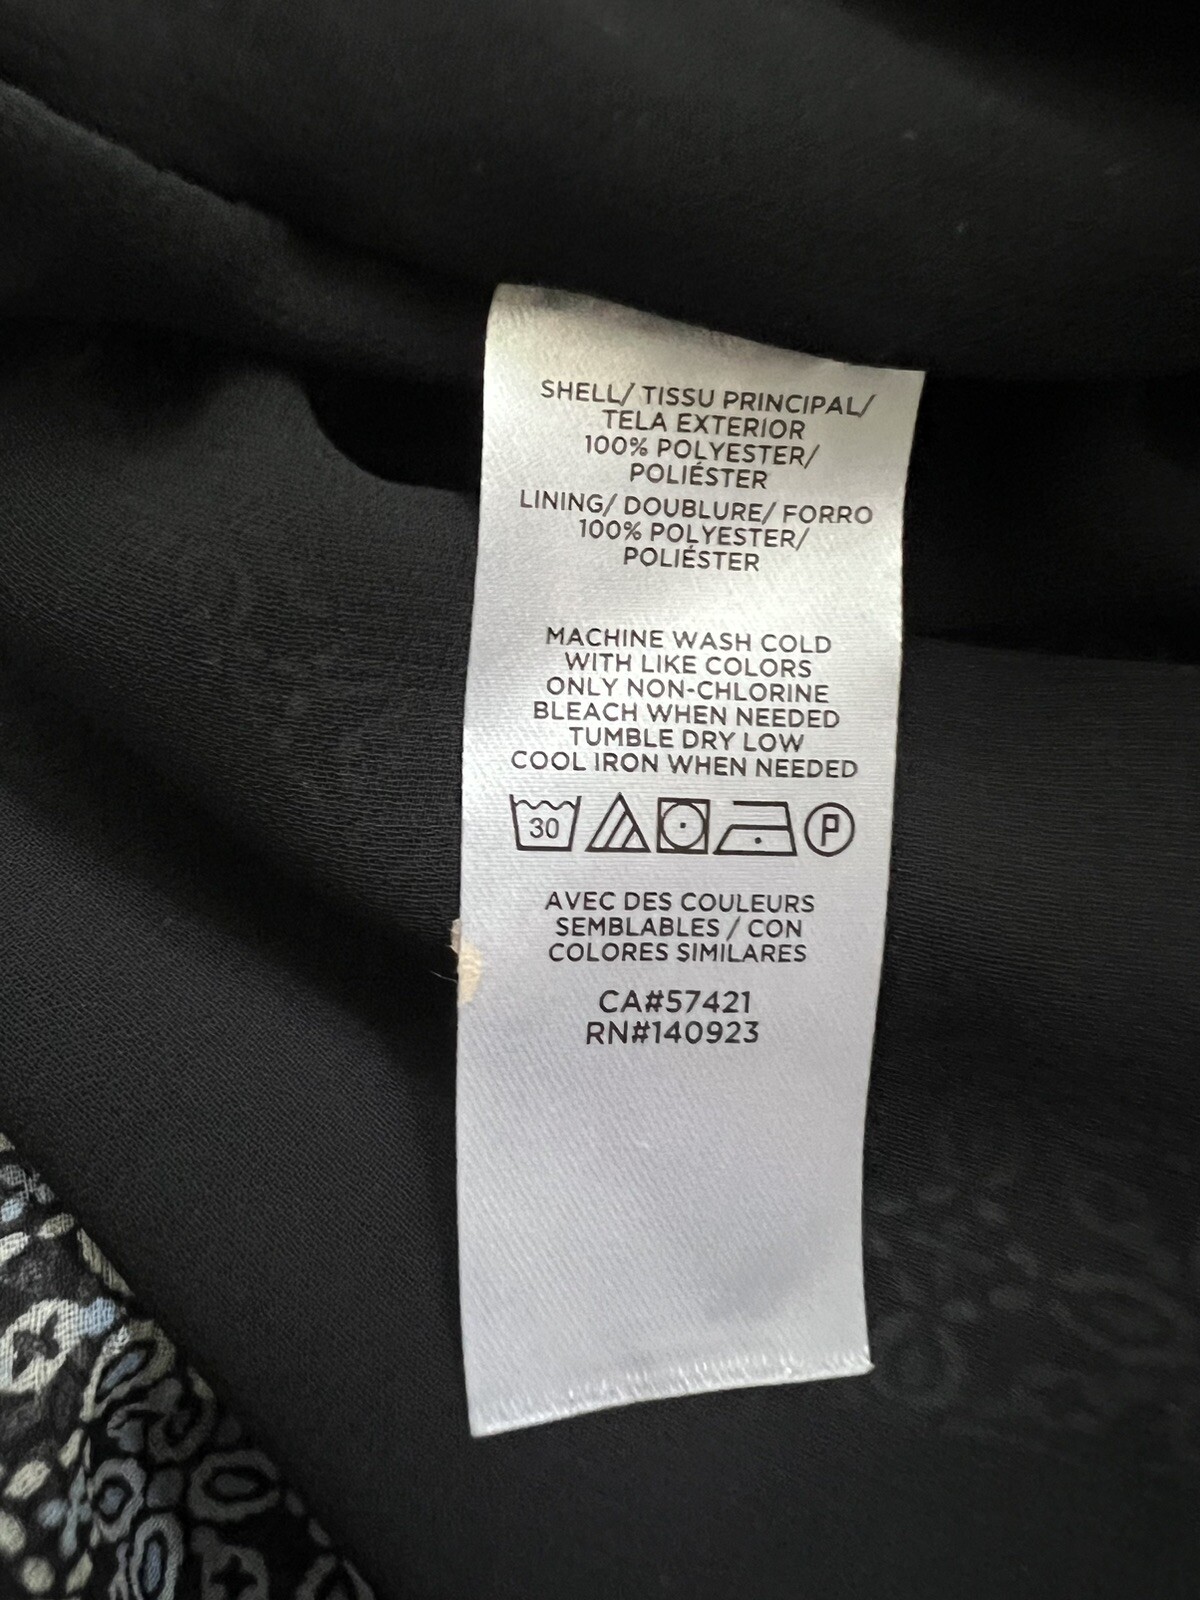 SHELL/ TISSU PRINCIPAL/
TELA EXTERIOR
100% POLYESTER/
POLIÉSTER
LINING/ DOUBLURE/ FORRO
100% POLYESTER/
POLIÉSTER
MACHINE WASH COLD
WITH LIKE COLORS
ONLY NON-CHLORINE
BLEACH WHEN NEEDED
TUMBLE DRY LOW
COOL IRON WHEN NEEDED
30 P
AVEC DES COULEURS
SEMBLABLES / CON
COLORES SIMILARES
CA#57421
RN#140923